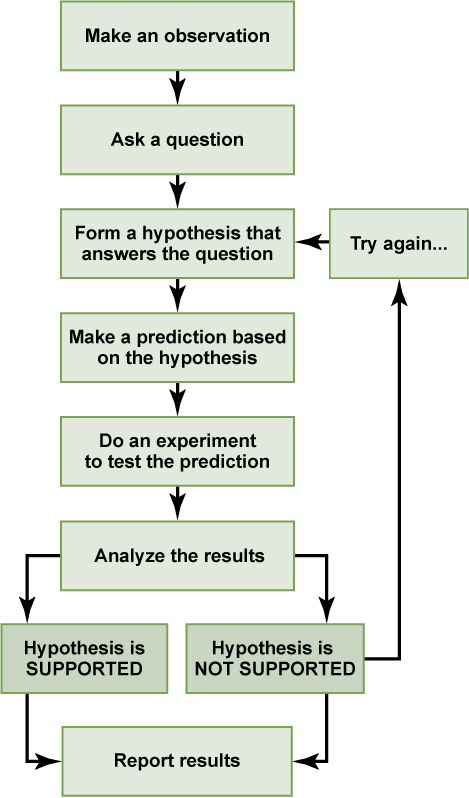 Make an observation
Ask a question
Form a hypothesis that
answers the question
Try again...
Make a prediction based
on the hypothesis
Do an experiment
to test the prediction
Analyze the results
Hypothesis is
SUPPORTED
Hypothesis is
NOT SUPPORTED
Report results